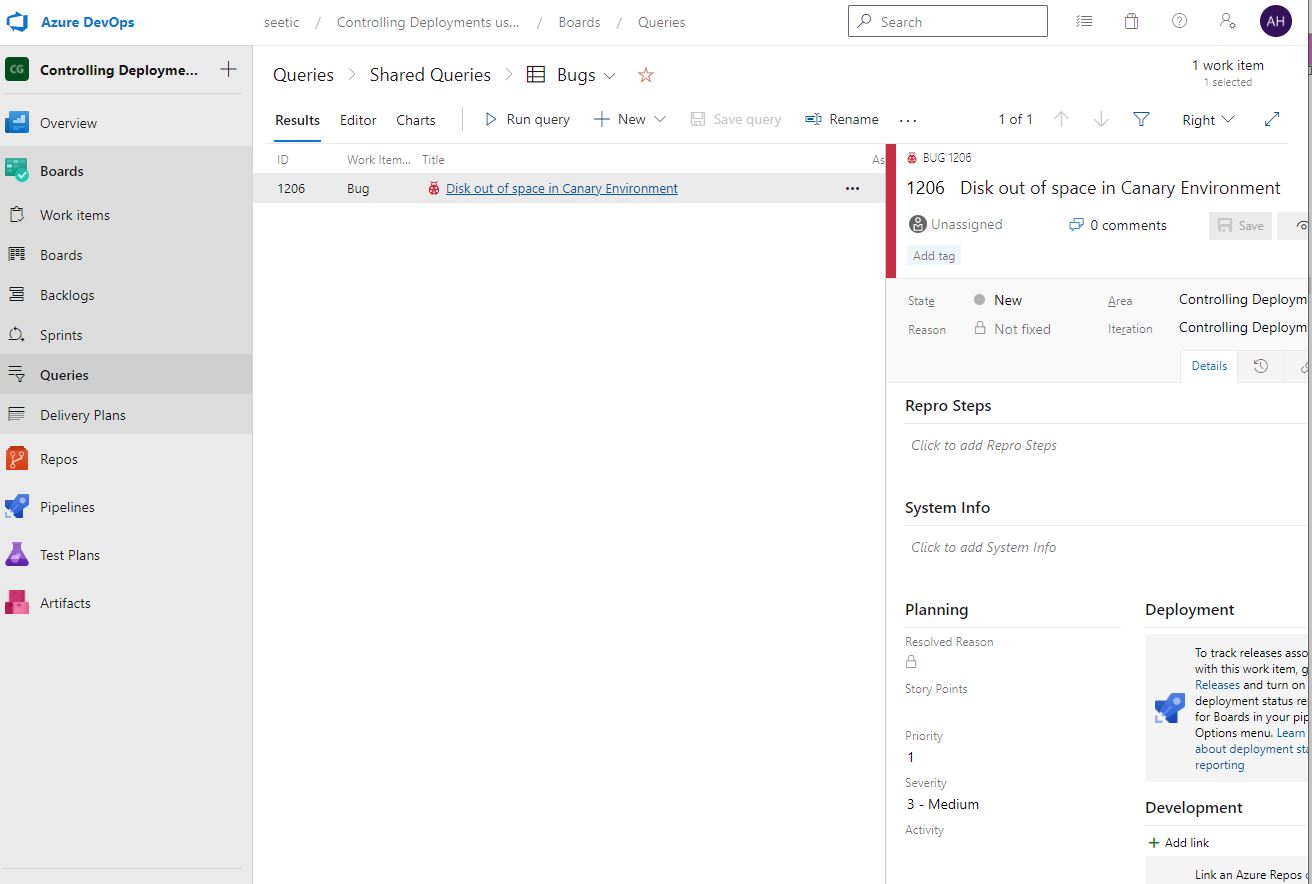 Azure DevOps
seetic / Controlling Deployments us... / Boards / Queries
Search
AH
CG Controlling Deployme...
Overview
Boards
Work items
Boards
Backlogs
Sprints
Queries
Delivery Plans
Repos
Pipelines
Test Plans
Artifacts
Queries > Shared Queries > Bugs
1 work item
1 selected
Results Editor Charts Run query New Save query Rename ... 1 of 1 Right
ID Work Item... Title As
1206 Bug Disk out of space in Canary Environment ...
BUG 1206
1206 Disk out of space in Canary Environment
Unassigned 0 comments Save
Add tag
State New Area Controlling Deploym
Reason Not fixed Iteration Controlling Deploym
Details
Repro Steps
Click to add Repro Steps
System Info
Click to add System Info
Planning
Resolved Reason
Story Points
Priority
1
Severity
3 - Medium
Activity
Deployment
To track releases asso
with this work item, g
Releases and turn on
deployment status re
for Boards in your pip
Options menu. Learn
about deployment sta
reporting
Development
Add link
Link an Azure Repos